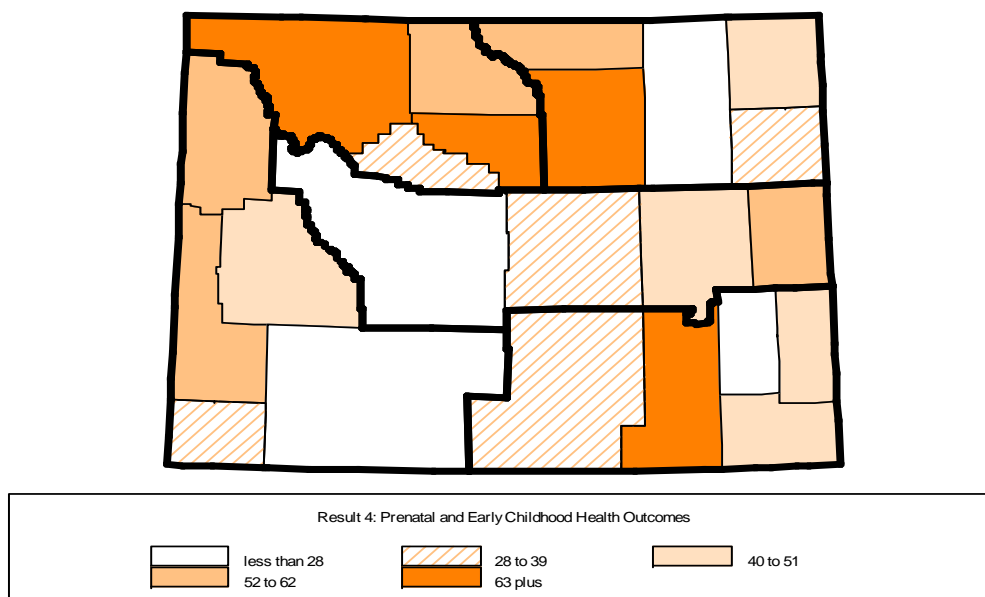 Result 4: Prenatal and Early Childhood Health Outcomes
less than 28
28 to 39
40 to 51
52 to 62
63 plus